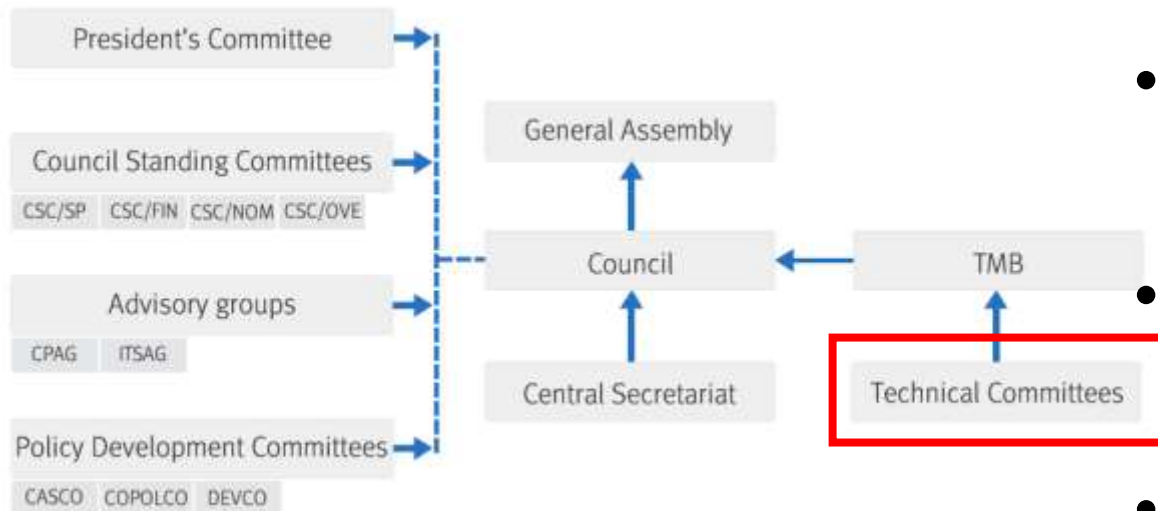 President's Committee
Council Standing Committees
CSC/SP CSC/FIN CSC/NOM CSC/OVE
Advisory groups
CPAG ITSAG
Policy Development Committees
CASCO COPOLCO DEVCO
General Assembly
Council
Central Secretariat
TMB
Technical Committees